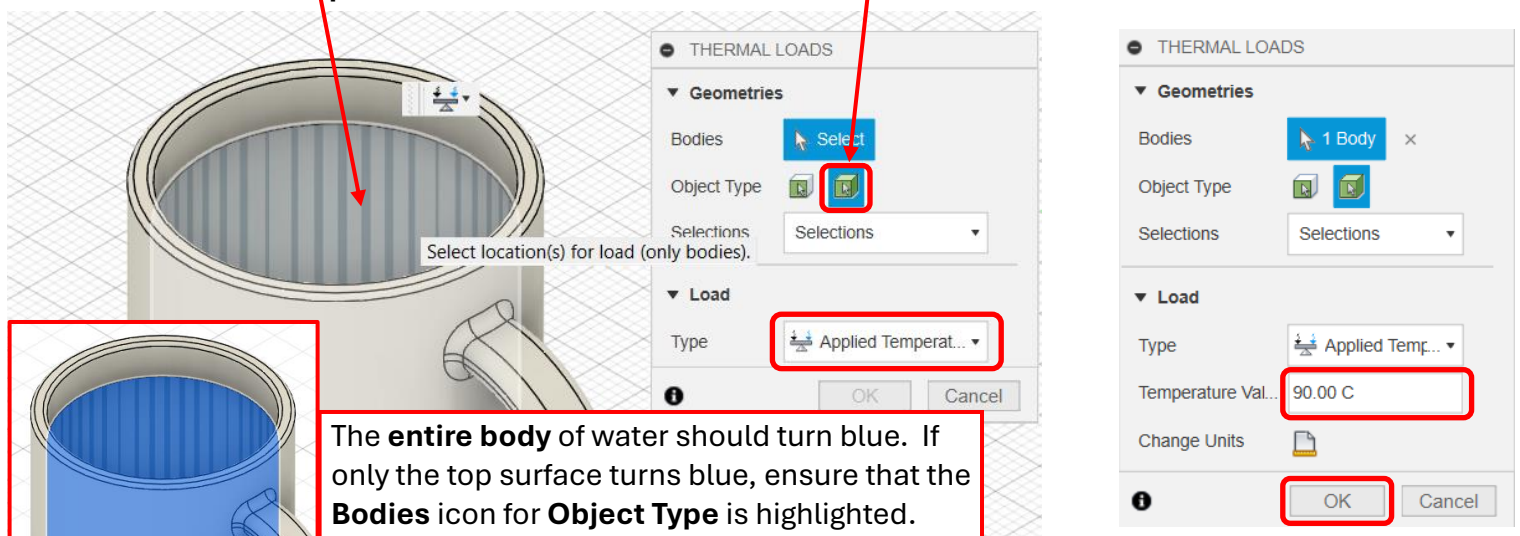 THERMAL LOADS
Geometries
Bodies Select
Object Type
Selections Selections
Select location(s) for load (only bodies).
Load
Type Applied Temperat...
OK Cancel
The entire body of water should turn blue. If
only the top surface turns blue, ensure that the
Bodies icon for Object Type is highlighted.
THERMAL LOADS
Geometries
Bodies 1 Body ×
Object Type
Selections Selections
Load
Type Applied Temp...
Temperature Val... 90.00 C
Change Units
OK Cancel